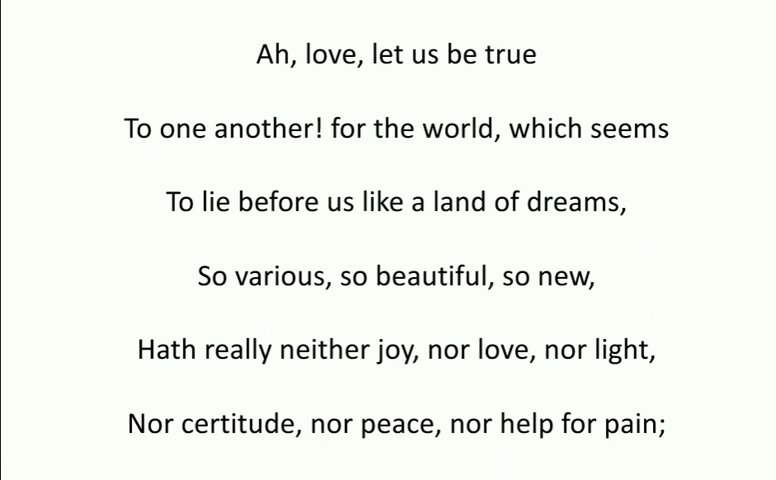 Ah, love, let us be true
To one another! for the world, which seems
To lie before us like a land of dreams,
So various, so beautiful, so new,
Hath really neither joy, nor love, nor light,
Nor certitude, nor peace, nor help for pain;